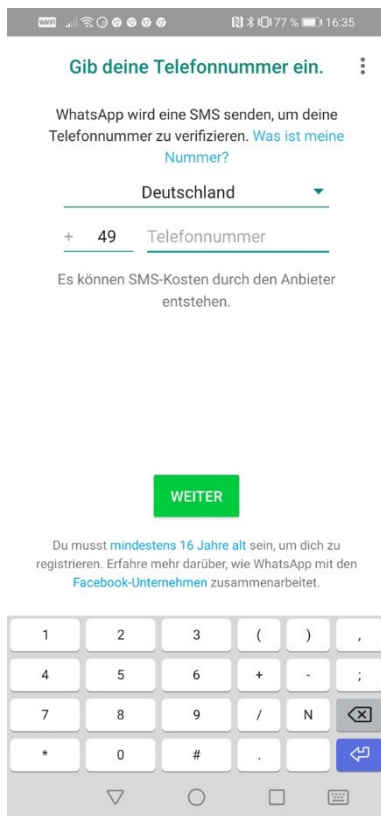 77 % 16:35
Gib deine Telefonnummer ein.
WhatsApp wird eine SMS senden, um deine
Telefonnummer zu verifizieren. Was ist meine
Nummer?
Deutschland
+ 49 Telefonnummer
Es können SMS-Kosten durch den Anbieter
entstehen.
WEITER
Du musst mindestens 16 Jahre alt sein, um dich zu
registrieren. Erfahre mehr darüber, wie WhatsApp mit den
Facebook-Unternehmen zusammenarbeitet.
1 2 3 ( ) ,
4 5 6 + - ;
7 8 9 / N
* 0 # .